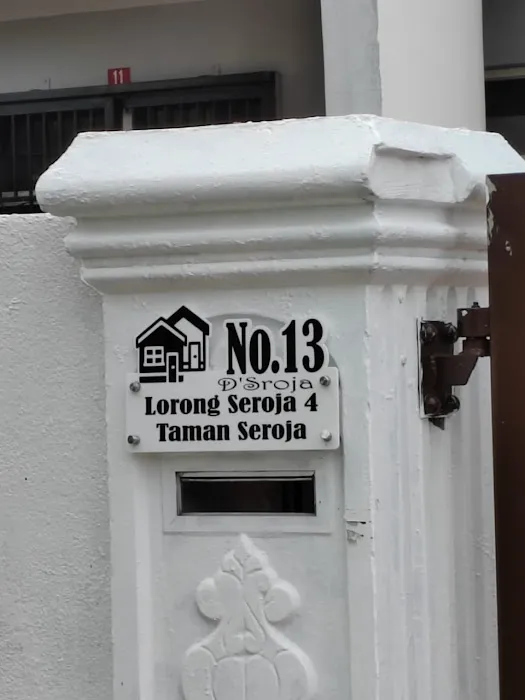 11
No.13
D'Sroja
Lorong Seroja 4
Taman Seroja